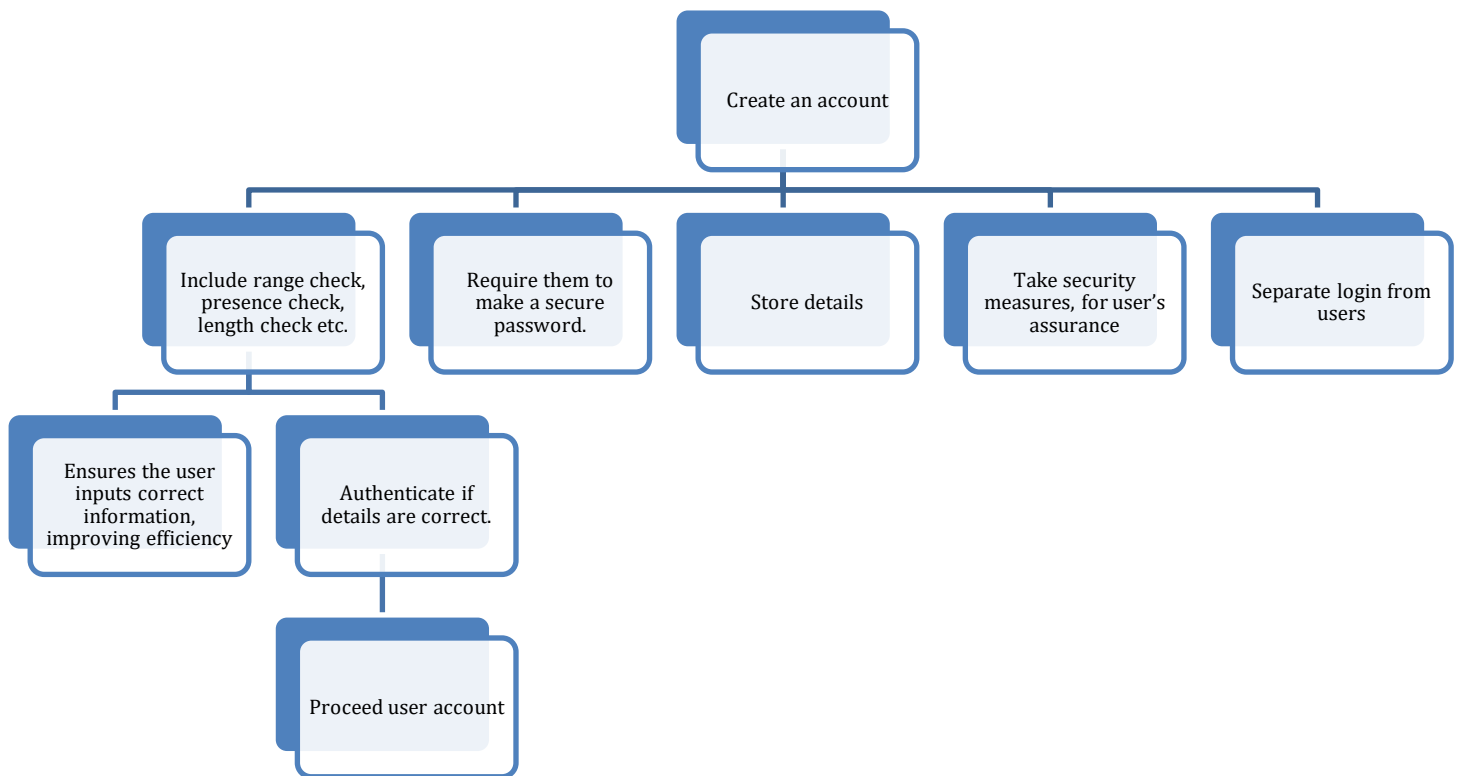 Create an account
Include range check,
presence check,
length check etc.
Require them to
make a secure
password.
Store details
Take security
measures, for user’s
assurance
Separate login from
users
Ensures the user
inputs correct
information,
improving efficiency
Authenticate if
details are correct.
Proceed user account